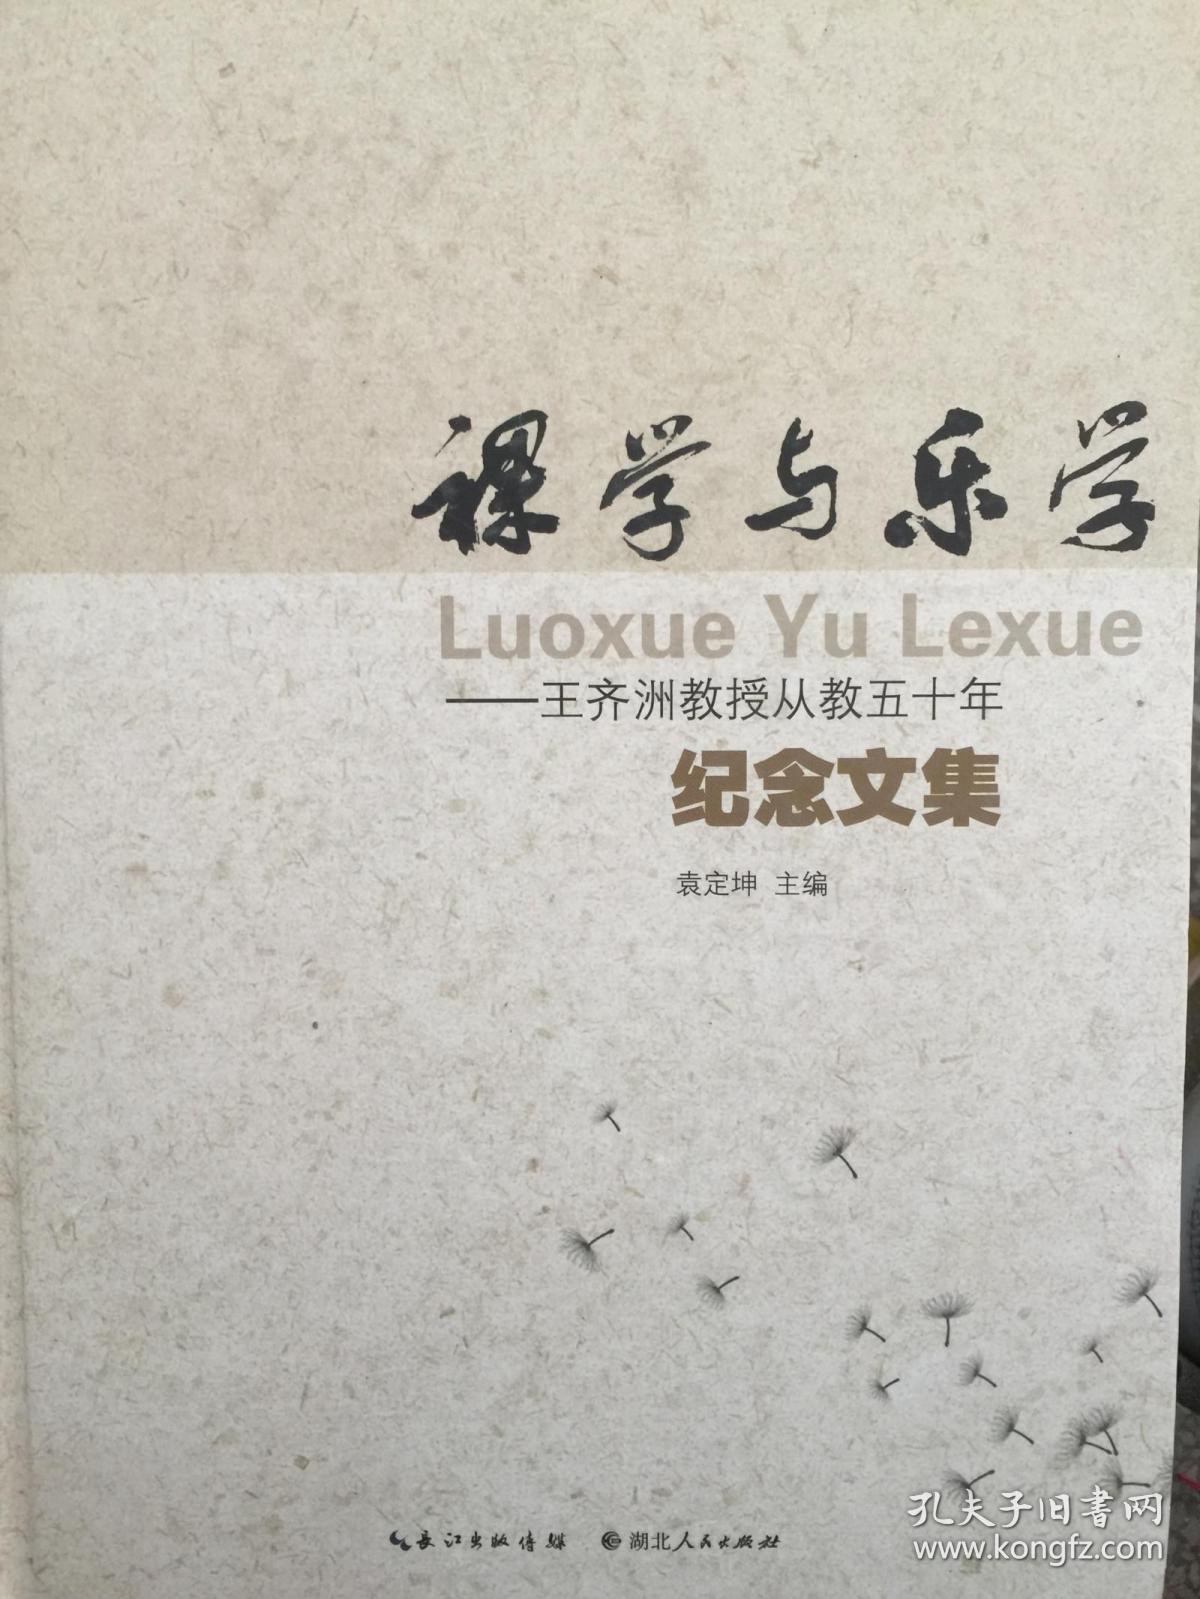 裸学与乐学
Luoxue Yu Lexue
——王齐洲教授从教五十年
纪念文集
袁定坤 主编
长江出版传媒 湖北人民出版社
孔夫子旧书网
www.kongfz.com